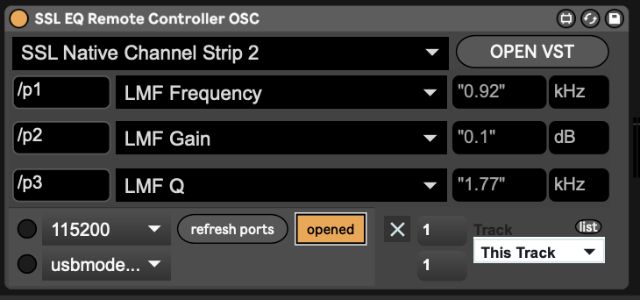 SSL EQ Remote Controller OSC
SSL Native Channel Strip 2 OPEN VST
/p1 LMF Frequency "0.92" kHz
/p2 LMF Gain "0.1" dB
/p3 LMF Q "1.77" kHz
115200 refresh ports opened X 1 Track list
usbmode... 1 This Track